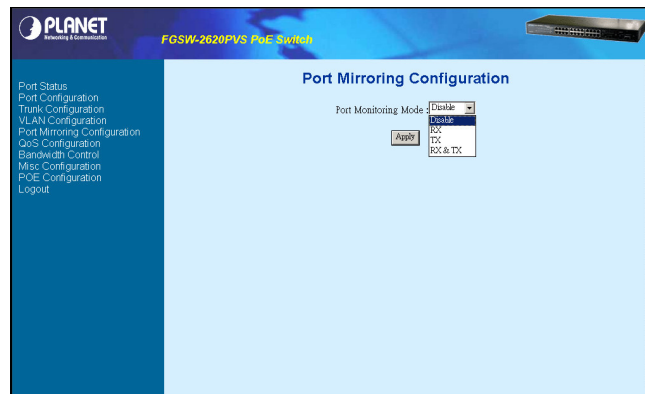 PLANET
Networking & Communication
FGSW-2620PVS PoE Switch
Port Status
Port Configuration
Trunk Configuration
VLAN Configuration
Port Mirroring Configuration
QoS Configuration
Bandwidth Control
Misc Configuration
POE Configuration
Logout
Port Mirroring Configuration
Port Monitoring Mode : Disable
Disable
RX
TX
RX & TX
Apply